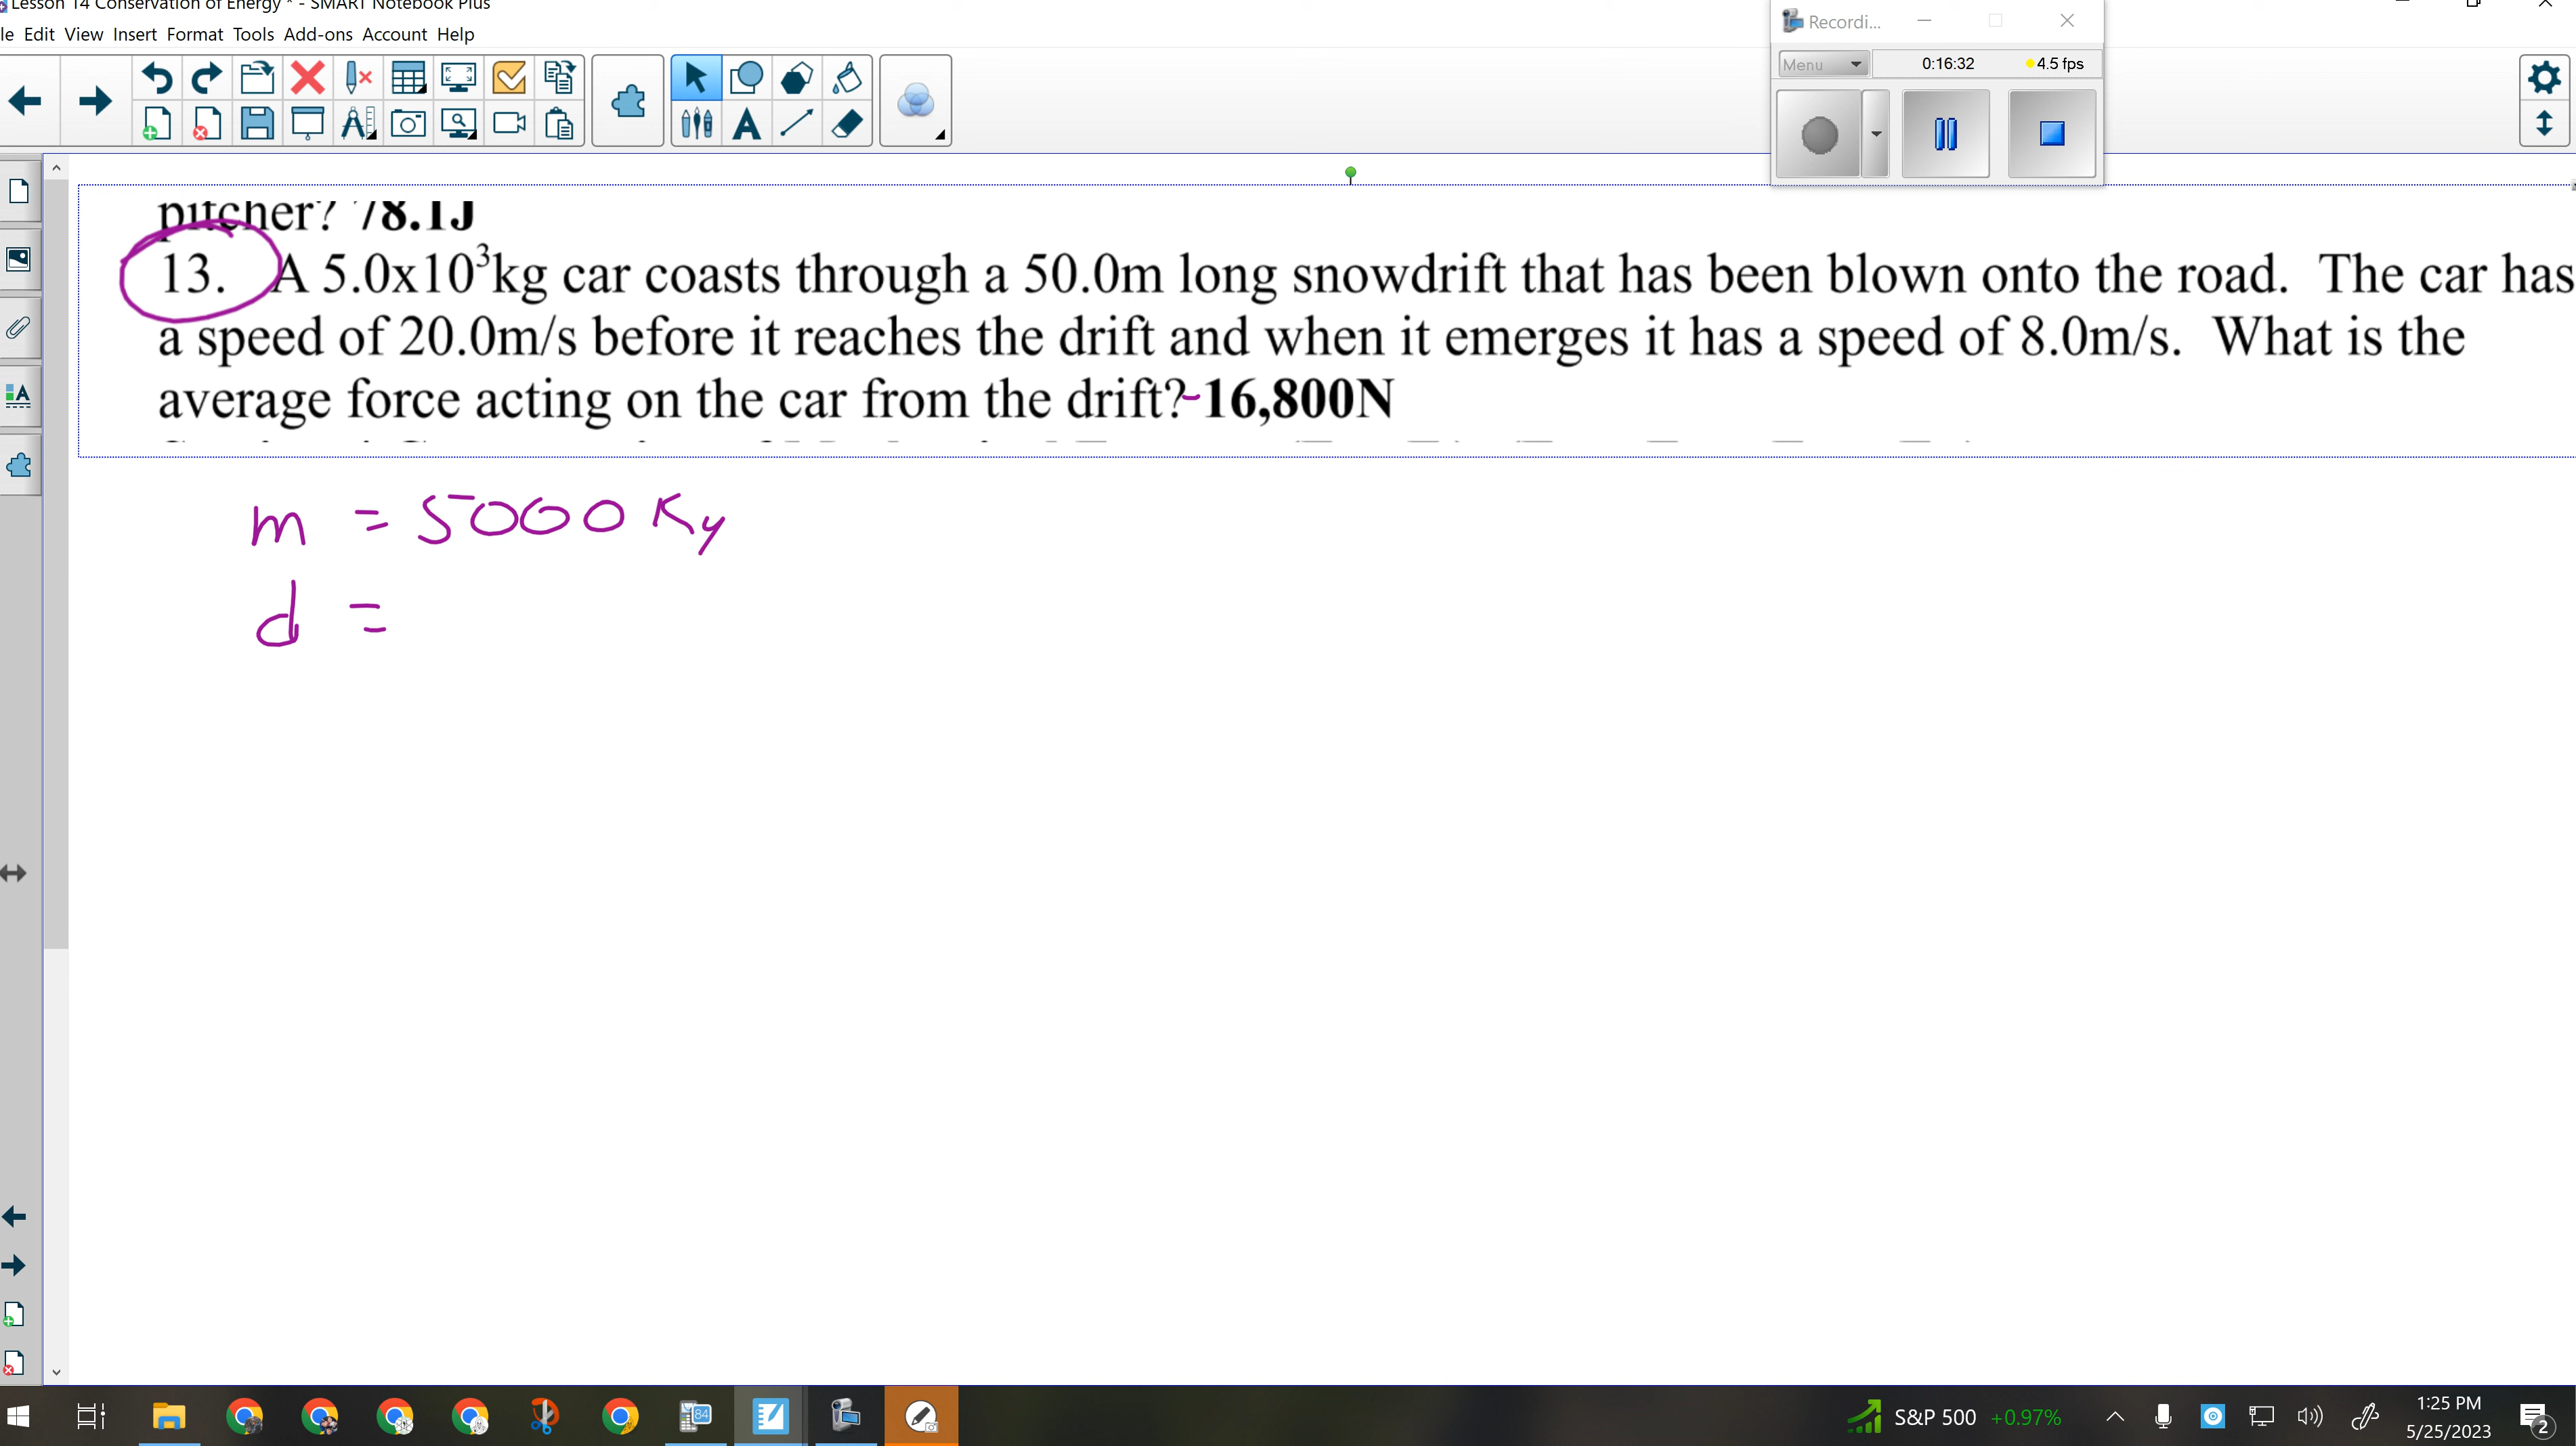 Lesson 14 Conservation of Energy * - SMART Notebook Plus
le Edit View Insert Format Tools Add-ons Account Help
Recordi...
Menu 0:16:32 4.5 fps
pitcher? 78.1J
13. A 5.0x10³kg car coasts through a 50.0m long snowdrift that has been blown onto the road. The car has
a speed of 20.0m/s before it reaches the drift and when it emerges it has a speed of 8.0m/s. What is the
average force acting on the car from the drift? -16,800N
m = 5000 Kg
d =
84
S&P 500 +0.97%
1:25 PM
5/25/2023
2